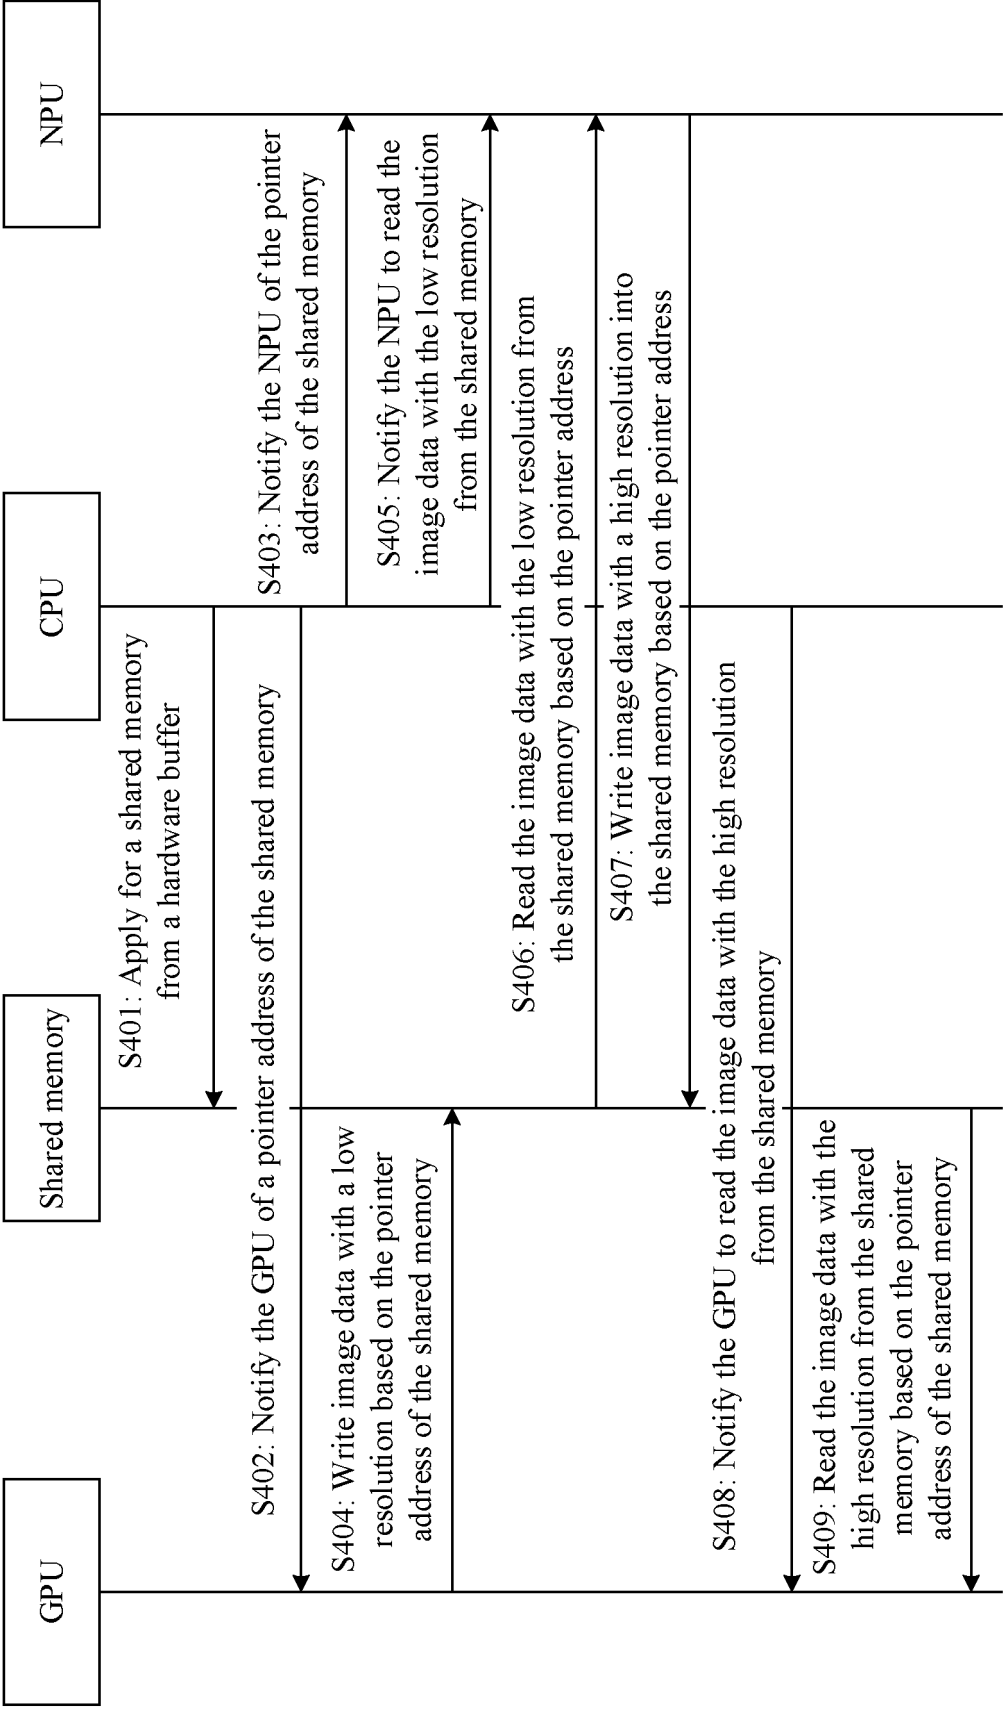 GPU
Shared memory
CPU
NPU
S401: Apply for a shared memory
from a hardware buffer
S402: Notify the GPU of a pointer address of the shared memory
S403: Notify the NPU of the pointer
address of the shared memory
S404: Write image data with a low
resolution based on the pointer
address of the shared memory
S405: Notify the NPU to read the
image data with the low resolution
from the shared memory
S406: Read the image data with the low resolution from
the shared memory based on the pointer address
S407: Write image data with a high resolution into
the shared memory based on the pointer address
S408: Notify the GPU to read the image data with the high resolution
from the shared memory
S409: Read the image data with the
high resolution from the shared
memory based on the pointer
address of the shared memory